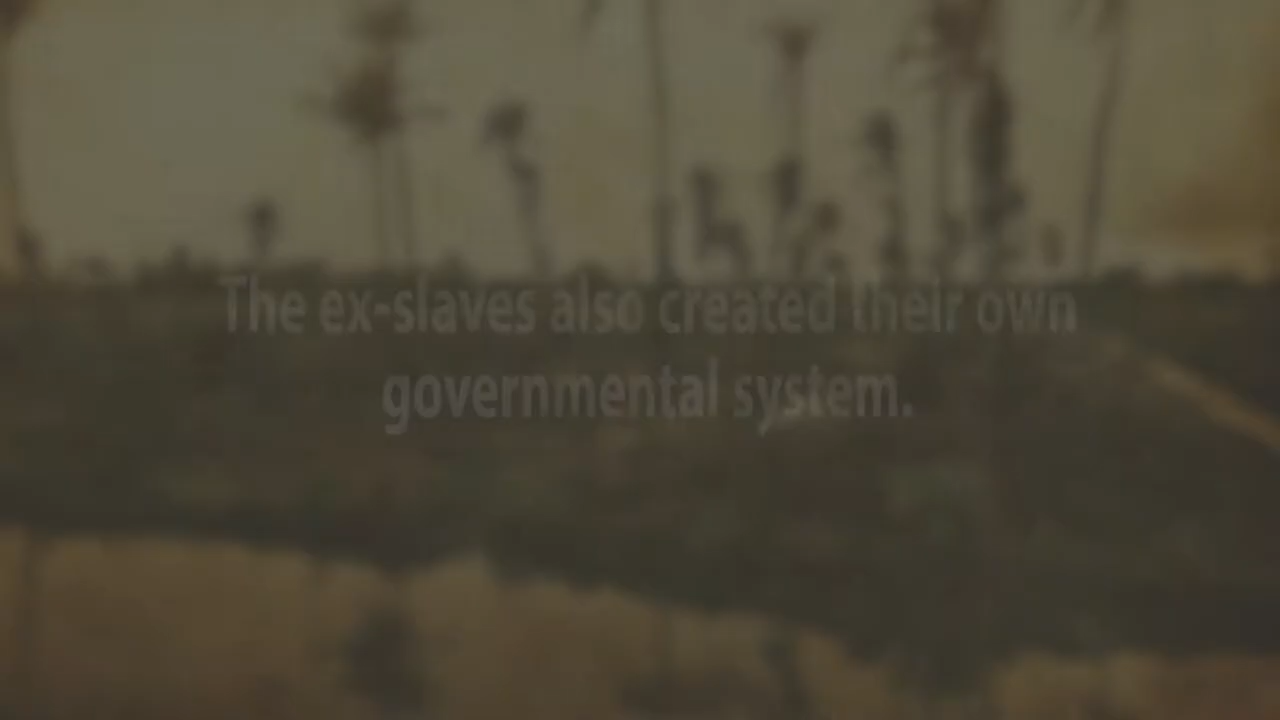 The ex-slaves also created their own
governmental system.